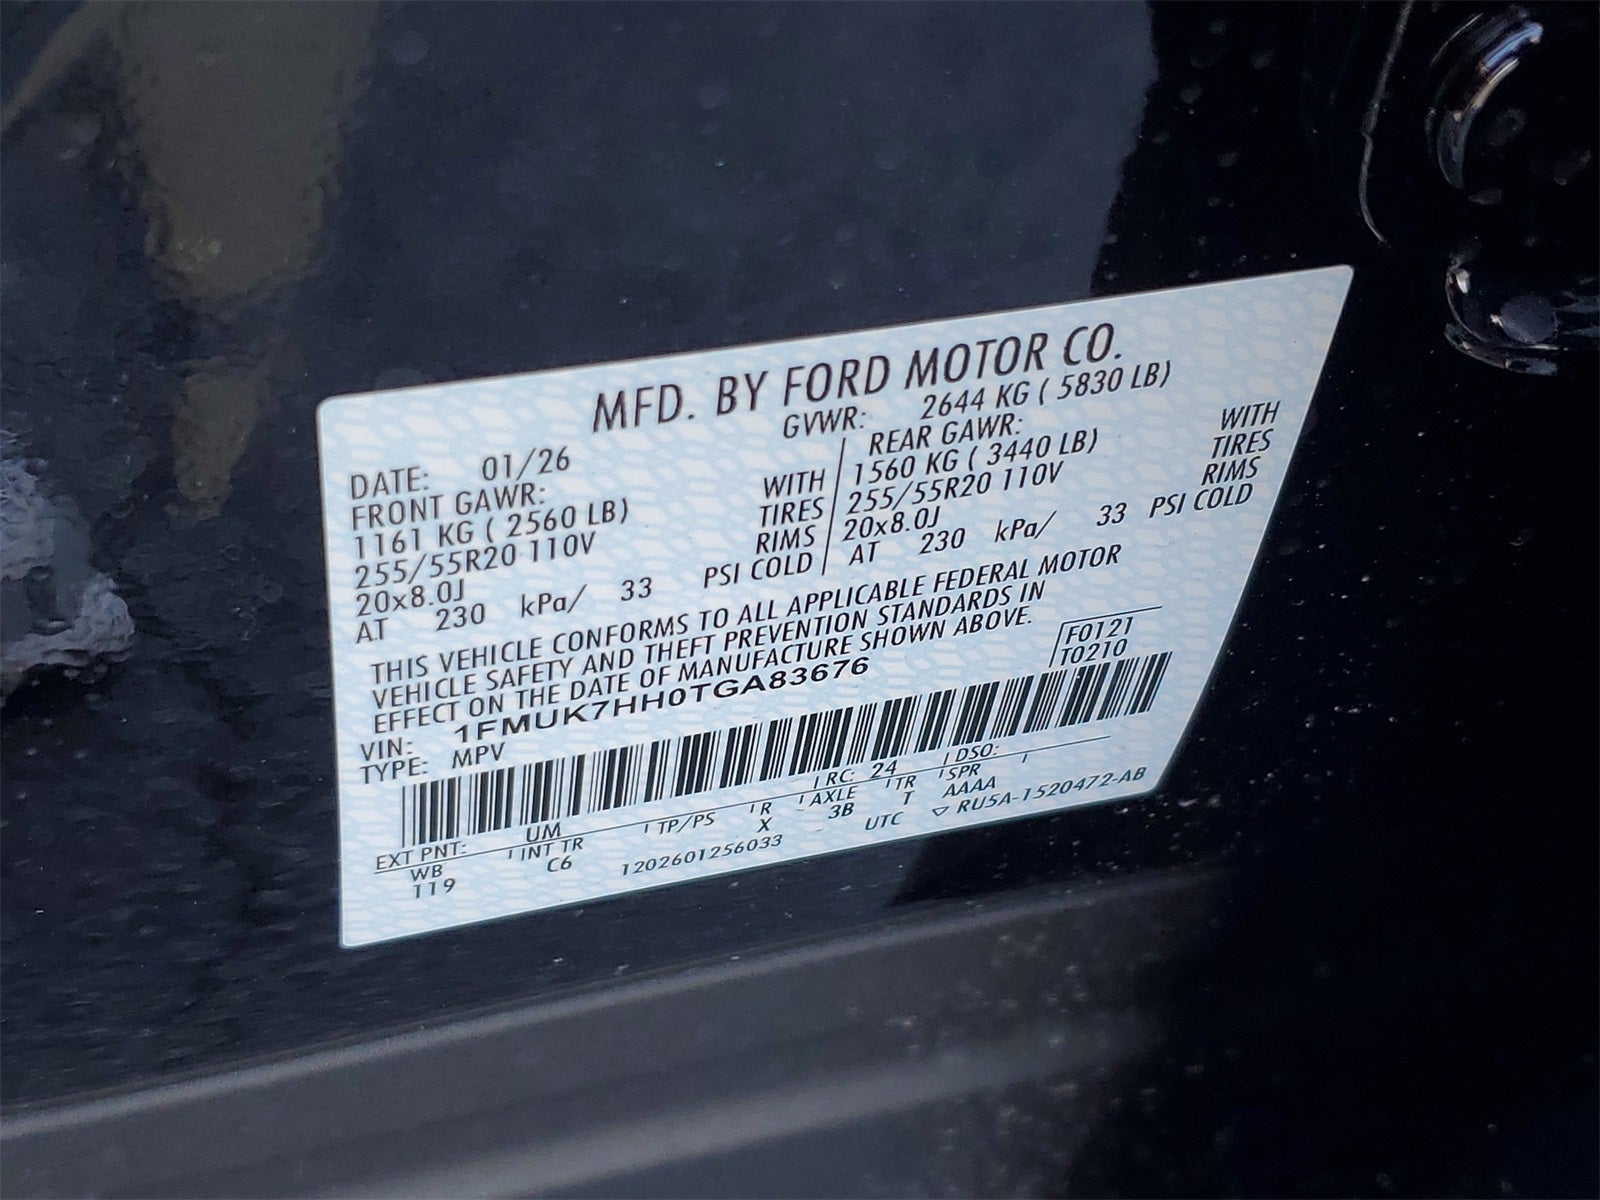 MFD. BY FORD MOTOR CO.
DATE: 01/26
GVWR: 2644 KG ( 5830 LB)
FRONT GAWR:
1161 KG ( 2560 LB) WITH
255/55R20 110V TIRES
20x8.0J RIMS
AT 230 kPa/ 33 PSI COLD
REAR GAWR:
1560 KG ( 3440 LB) WITH
255/55R20 110V TIRES
20x8.0J RIMS
AT 230 kPa/ 33 PSI COLD
THIS VEHICLE CONFORMS TO ALL APPLICABLE FEDERAL MOTOR
VEHICLE SAFETY AND THEFT PREVENTION STANDARDS IN
EFFECT ON THE DATE OF MANUFACTURE SHOWN ABOVE.
VIN: 1FMUK7HH0TGA83676
TYPE: MPV
F0121
T0210
EXT PNT: UM RC: 24 DSO:
WB INT TR TP/PS R AXLE TR SPR
119 C6 X 3B T AAAA
1202601256033 UTC ▽ RU5A-1520472-AB